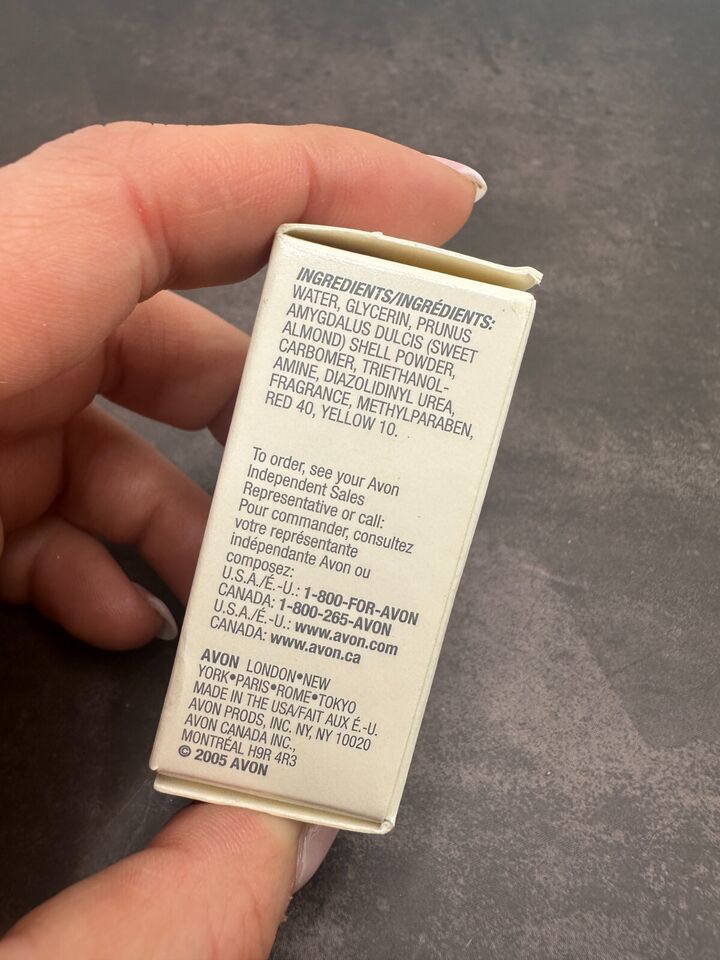 INGREDIENTS/INGRÉDIENTS:
WATER, GLYCERIN, PRUNUS
AMYGDALUS DULCIS (SWEET
ALMOND) SHELL POWDER,
CARBOMER, TRIETHANOL-
AMINE, DIAZOLIDINYL UREA,
FRAGRANCE, METHYLPARABEN,
RED 40, YELLOW 10.
To order, see your Avon
Independent Sales
Representative or call:
Pour commander, consultez
votre représentante
indépendante Avon ou
composez:
U.S.A./É.-U.: 1-800-FOR-AVON
CANADA: 1-800-265-AVON
U.S.A./É.-U.: www.avon.com
CANADA: www.avon.ca
AVON LONDON•NEW
YORK•PARIS•ROME•TOKYO
MADE IN THE USA/FAIT AUX É.-U.
AVON PRODS, INC. NY, NY 10020
AVON CANADA INC.,
MONTRÉAL H9R 4R3
© 2005 AVON